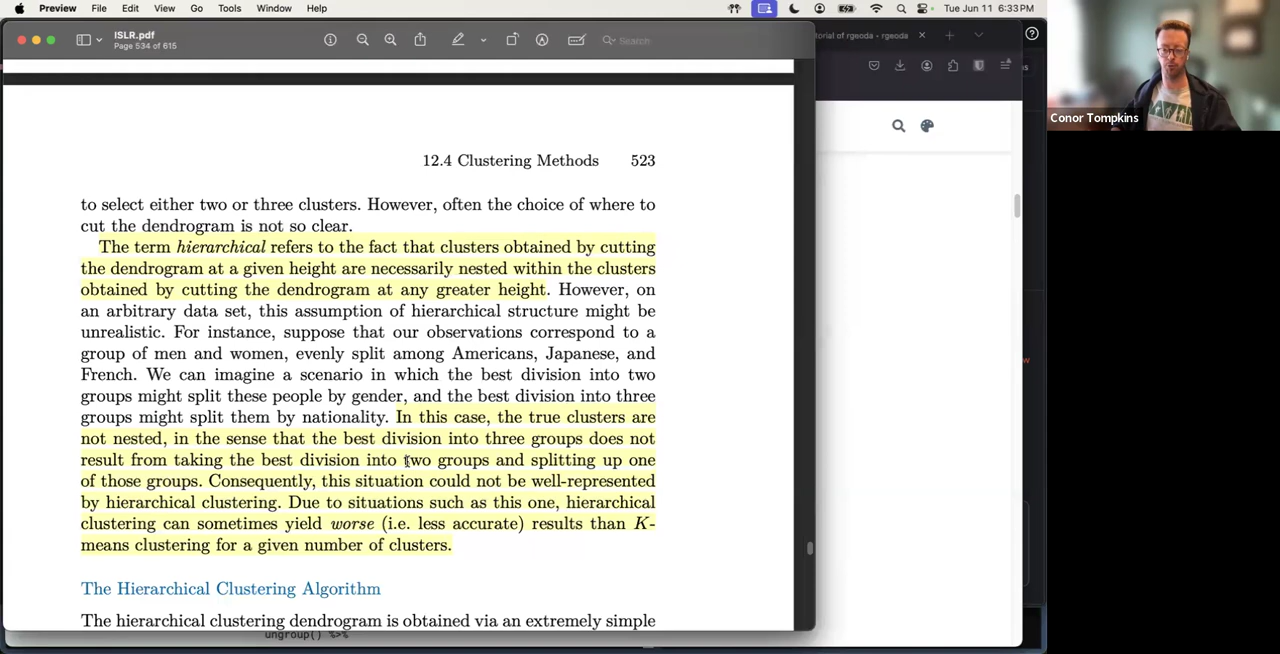 Preview File Edit View Go Tools Window Help
Tue Jun 11 6:33 PM
ISLR.pdf
Page 534 of 615
Search
torial of rgeoda • rgeoda
Conor Tompkins
12.4 Clustering Methods 523
to select either two or three clusters. However, often the choice of where to
cut the dendrogram is not so clear.
The term hierarchical refers to the fact that clusters obtained by cutting
the dendrogram at a given height are necessarily nested within the clusters
obtained by cutting the dendrogram at any greater height. However, on
an arbitrary data set, this assumption of hierarchical structure might be
unrealistic. For instance, suppose that our observations correspond to a
group of men and women, evenly split among Americans, Japanese, and
French. We can imagine a scenario in which the best division into two
groups might split these people by gender, and the best division into three
groups might split them by nationality. In this case, the true clusters are
not nested, in the sense that the best division into three groups does not
result from taking the best division into two groups and splitting up one
of those groups. Consequently, this situation could not be well-represented
by hierarchical clustering. Due to situations such as this one, hierarchical
clustering can sometimes yield worse (i.e. less accurate) results than K-
means clustering for a given number of clusters.
The Hierarchical Clustering Algorithm
The hierarchical clustering dendrogram is obtained via an extremely simple
ungroup() %>%